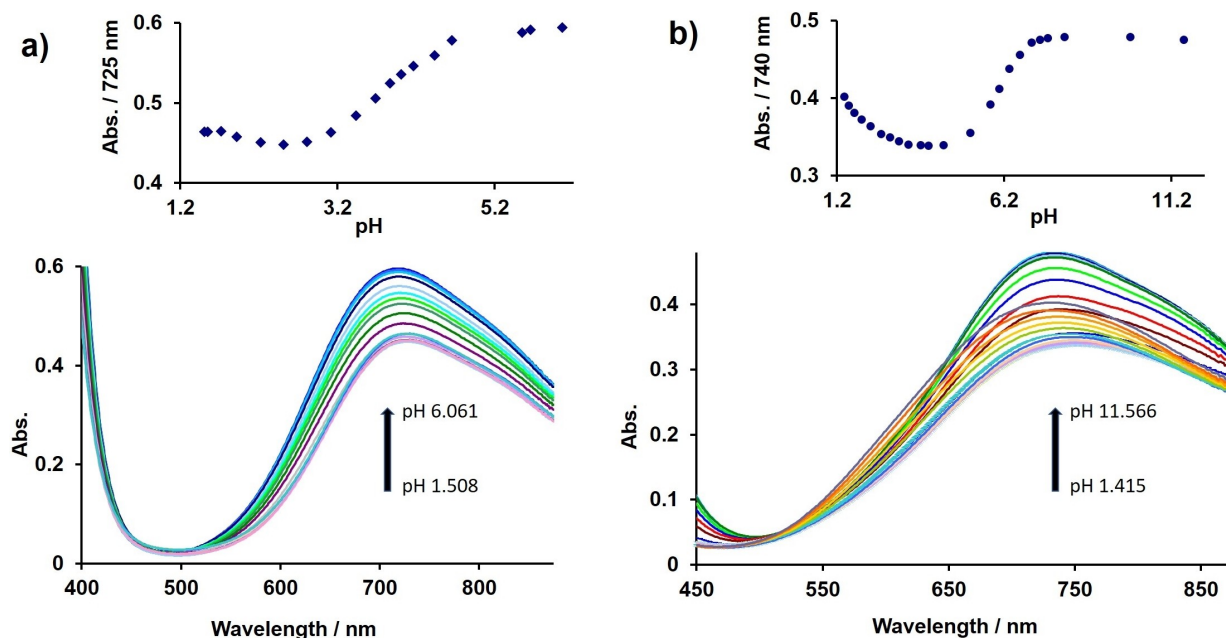 a)
Abs. / 725 nm
0.6
0.5
0.4
1.2 3.2 5.2
pH
b)
Abs. / 740 nm
0.5
0.4
0.3
1.2 6.2 11.2
pH
Abs.
0.6
0.4
0.2
0
pH 6.061
pH 1.508
400 500 600 700 800
Wavelength / nm
Abs.
0.4
0.3
0.2
0.1
0
pH 11.566
pH 1.415
450 550 650 750 850
Wavelength / nm